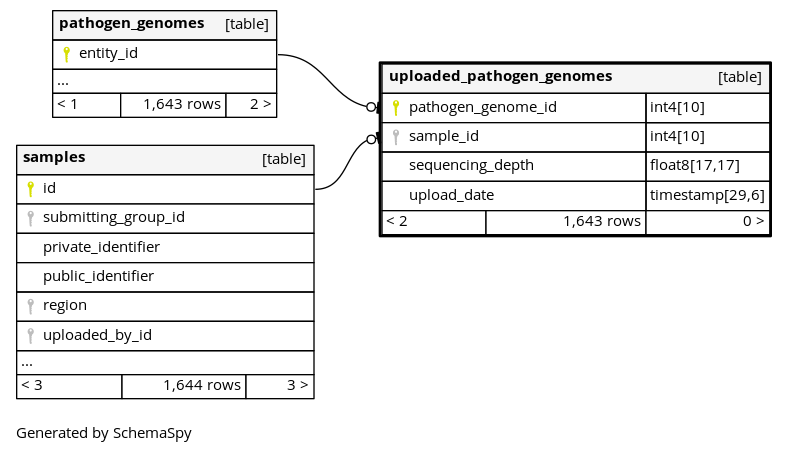 pathogen_genomes [table]
entity_id
...
< 1 1,643 rows 2 >
uploaded_pathogen_genomes [table]
pathogen_genome_id int4[10]
sample_id int4[10]
sequencing_depth float8[17,17]
upload_date timestamp[29,6]
< 2 1,643 rows 0 >
samples [table]
id
submitting_group_id
private_identifier
public_identifier
region
uploaded_by_id
...
< 3 1,644 rows 3 >
Generated by SchemaSpy